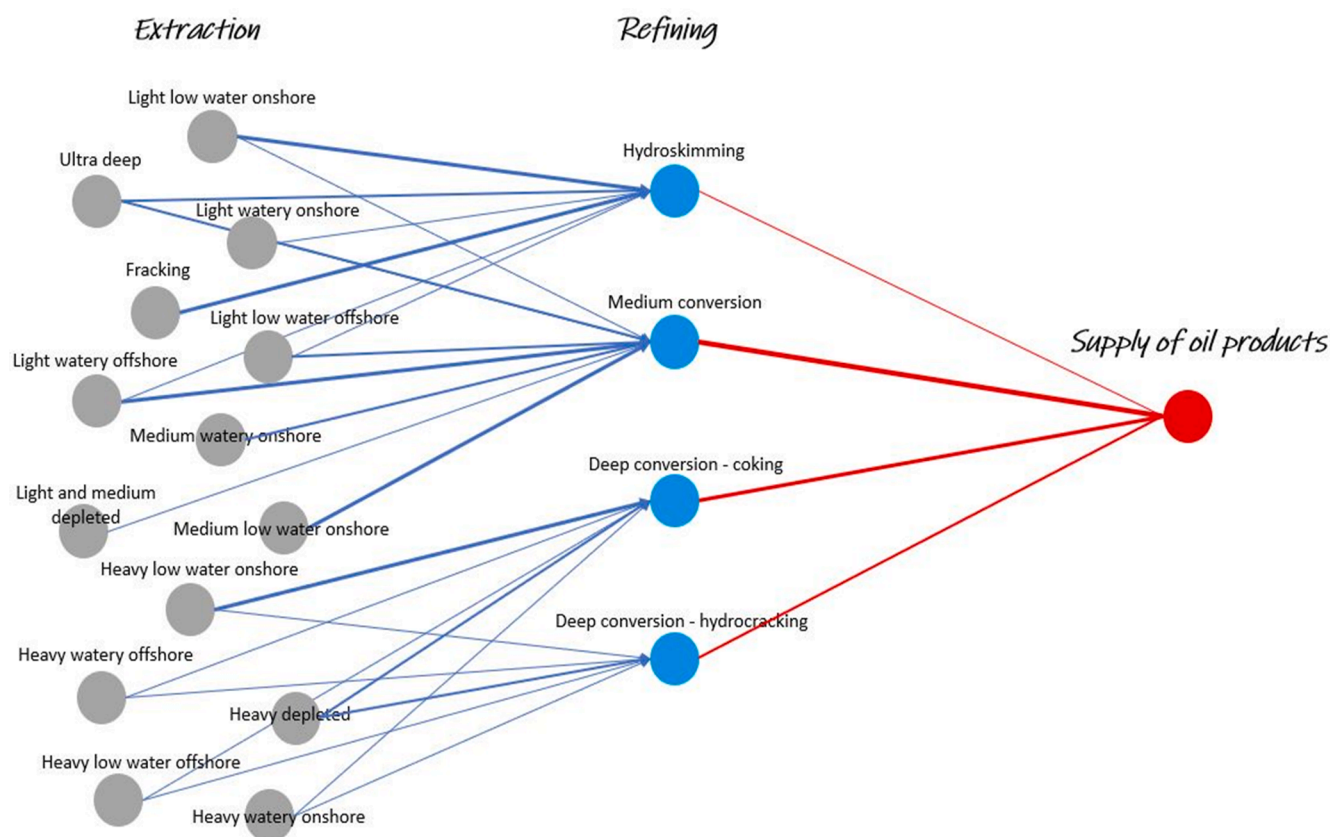 Extraction
Refining
Light low water onshore
Ultra deep
Hydroskimming
Light watery onshore
Fracking
Medium conversion
Light low water offshore
Supply of oil products
Light watery offshore
Medium watery onshore
Deep conversion - coking
Light and medium
depleted
Medium low water onshore
Heavy low water onshore
Deep conversion - hydrocracking
Heavy watery offshore
Heavy depleted
Heavy low water offshore
Heavy watery onshore